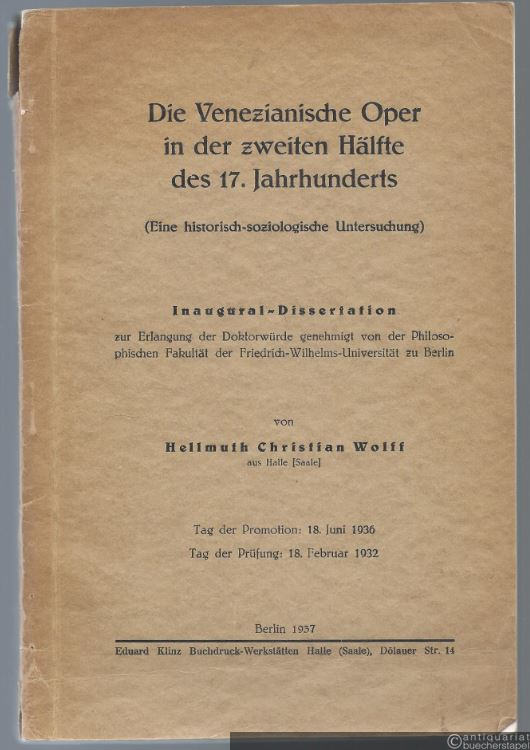 Die Venezianische Oper
in der zweiten Hälfte
des 17. Jahrhunderts
(Eine historisch-soziologische Untersuchung)
Inaugural-Dissertation
zur Erlangung der Doktorwürde genehmigt von der Philoso-
phischen Fakultät der Friedrich-Wilhelms-Universität zu Berlin
von
Hellmuth Christian Wolff
aus Halle [Saale]
Tag der Promotion: 18. Juni 1936
Tag der Prüfung: 18. Februar 1932
Berlin 1937
Eduard Klinz Buchdruck-Werkstätten Halle (Saale), Dölauer Str. 14
©antiquariat
buecherstapel